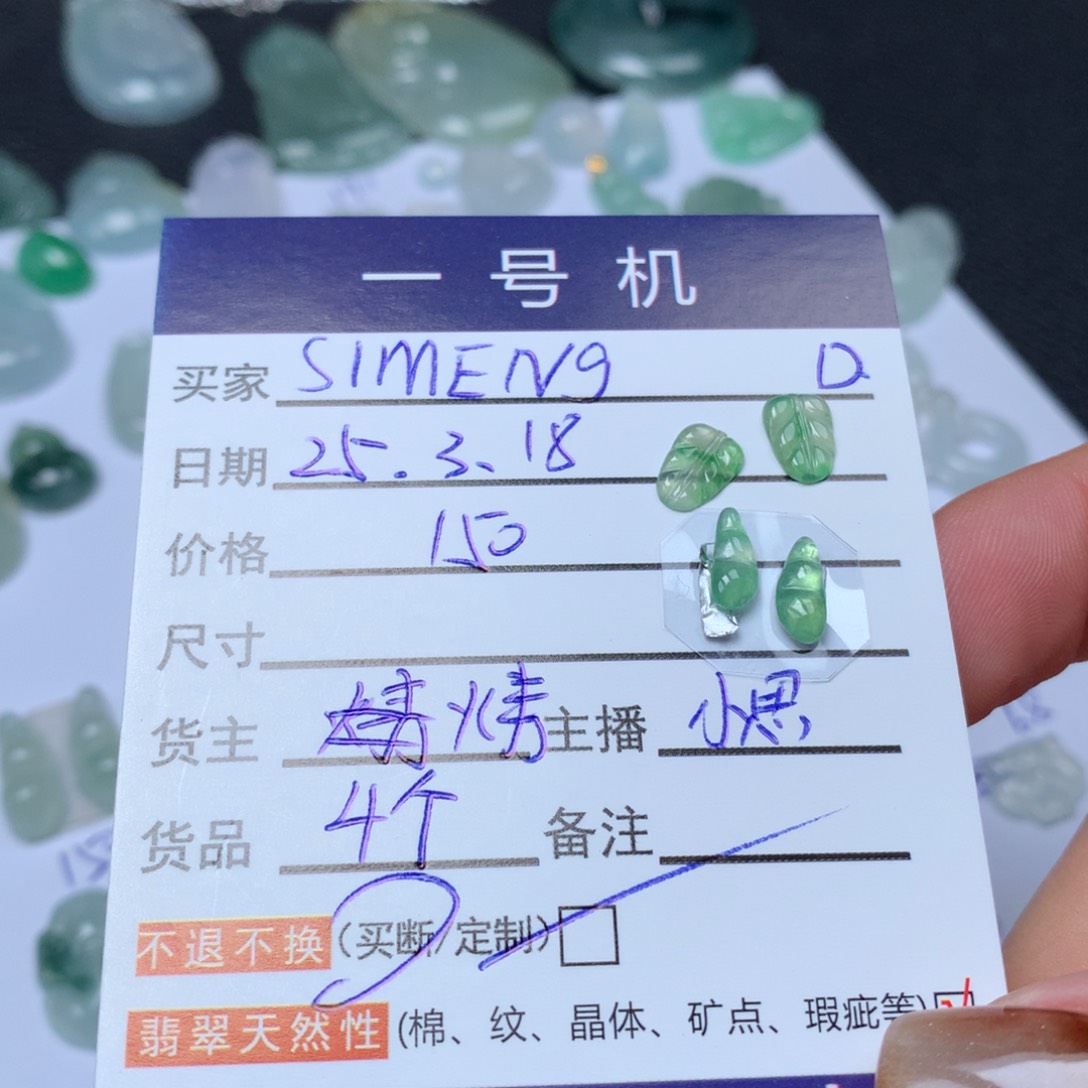 一号机
买家 SIMENG D
日期 25.3.18
价格 150
尺寸
货主 婧 主播 小思
货品 4个 备注
不退不换(买断/定制)
翡翠天然性(棉、纹、晶体、矿点、瑕疵等)